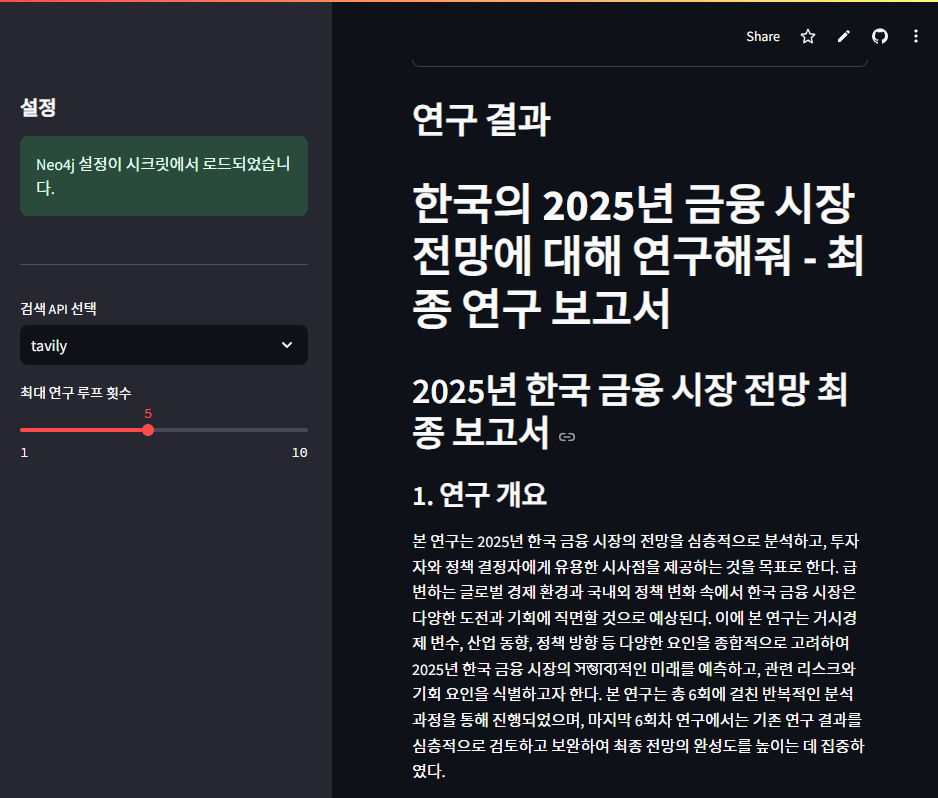 Share
설정
Neo4j 설정이 시크릿에서 로드되었습니
다.
검색 API 선택
tavily
최대 연구 루프 횟수
5
1
10
연구 결과
한국의 2025년 금융 시장
전망에 대해 연구해줘 - 최
종 연구 보고서
2025년 한국 금융 시장 전망 최
종 보고서
1. 연구 개요
본 연구는 2025년 한국 금융 시장의 전망을 심층적으로 분석하고, 투자
자와 정책 결정자에게 유용한 시사점을 제공하는 것을 목표로 한다. 급
변하는 글로벌 경제 환경과 국내외 정책 변화 속에서 한국 금융 시장은
다양한 도전과 기회에 직면할 것으로 예상된다. 이에 본 연구는 거시경
제 변수, 산업 동향, 정책 방향 등 다양한 요인을 종합적으로 고려하여
2025년 한국 금융 시장의 সম্ভাব্য적인 미래를 예측하고, 관련 리스크와
기회 요인을 식별하고자 한다. 본 연구는 총 6회에 걸친 반복적인 분석
과정을 통해 진행되었으며, 마지막 6회차 연구에서는 기존 연구 결과를
심층적으로 검토하고 보완하여 최종 전망의 완성도를 높이는 데 집중하
였다.